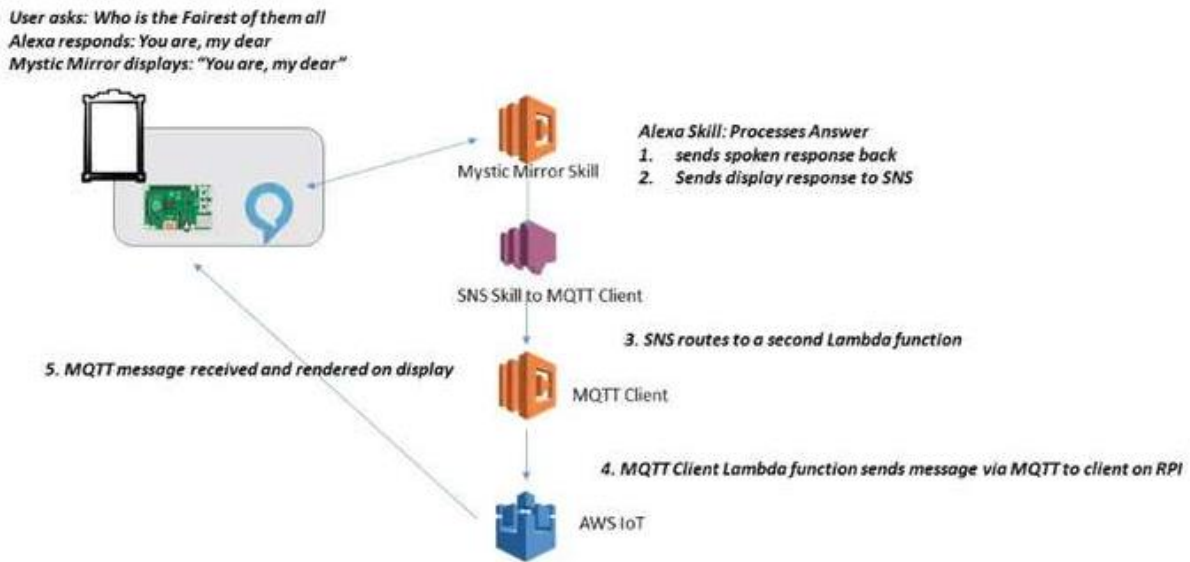 User asks: Who is the Fairest of them all
Alexa responds: You are, my dear
Mystic Mirror displays: “You are, my dear”
Mystic Mirror Skill
Alexa Skill: Processes Answer
1. sends spoken response back
2. Sends display response to SNS
SNS Skill to MQTT Client
3. SNS routes to a second Lambda function
5. MQTT message received and rendered on display
MQTT Client
4. MQTT Client Lambda function sends message via MQTT to client on RPI
AWS IoT